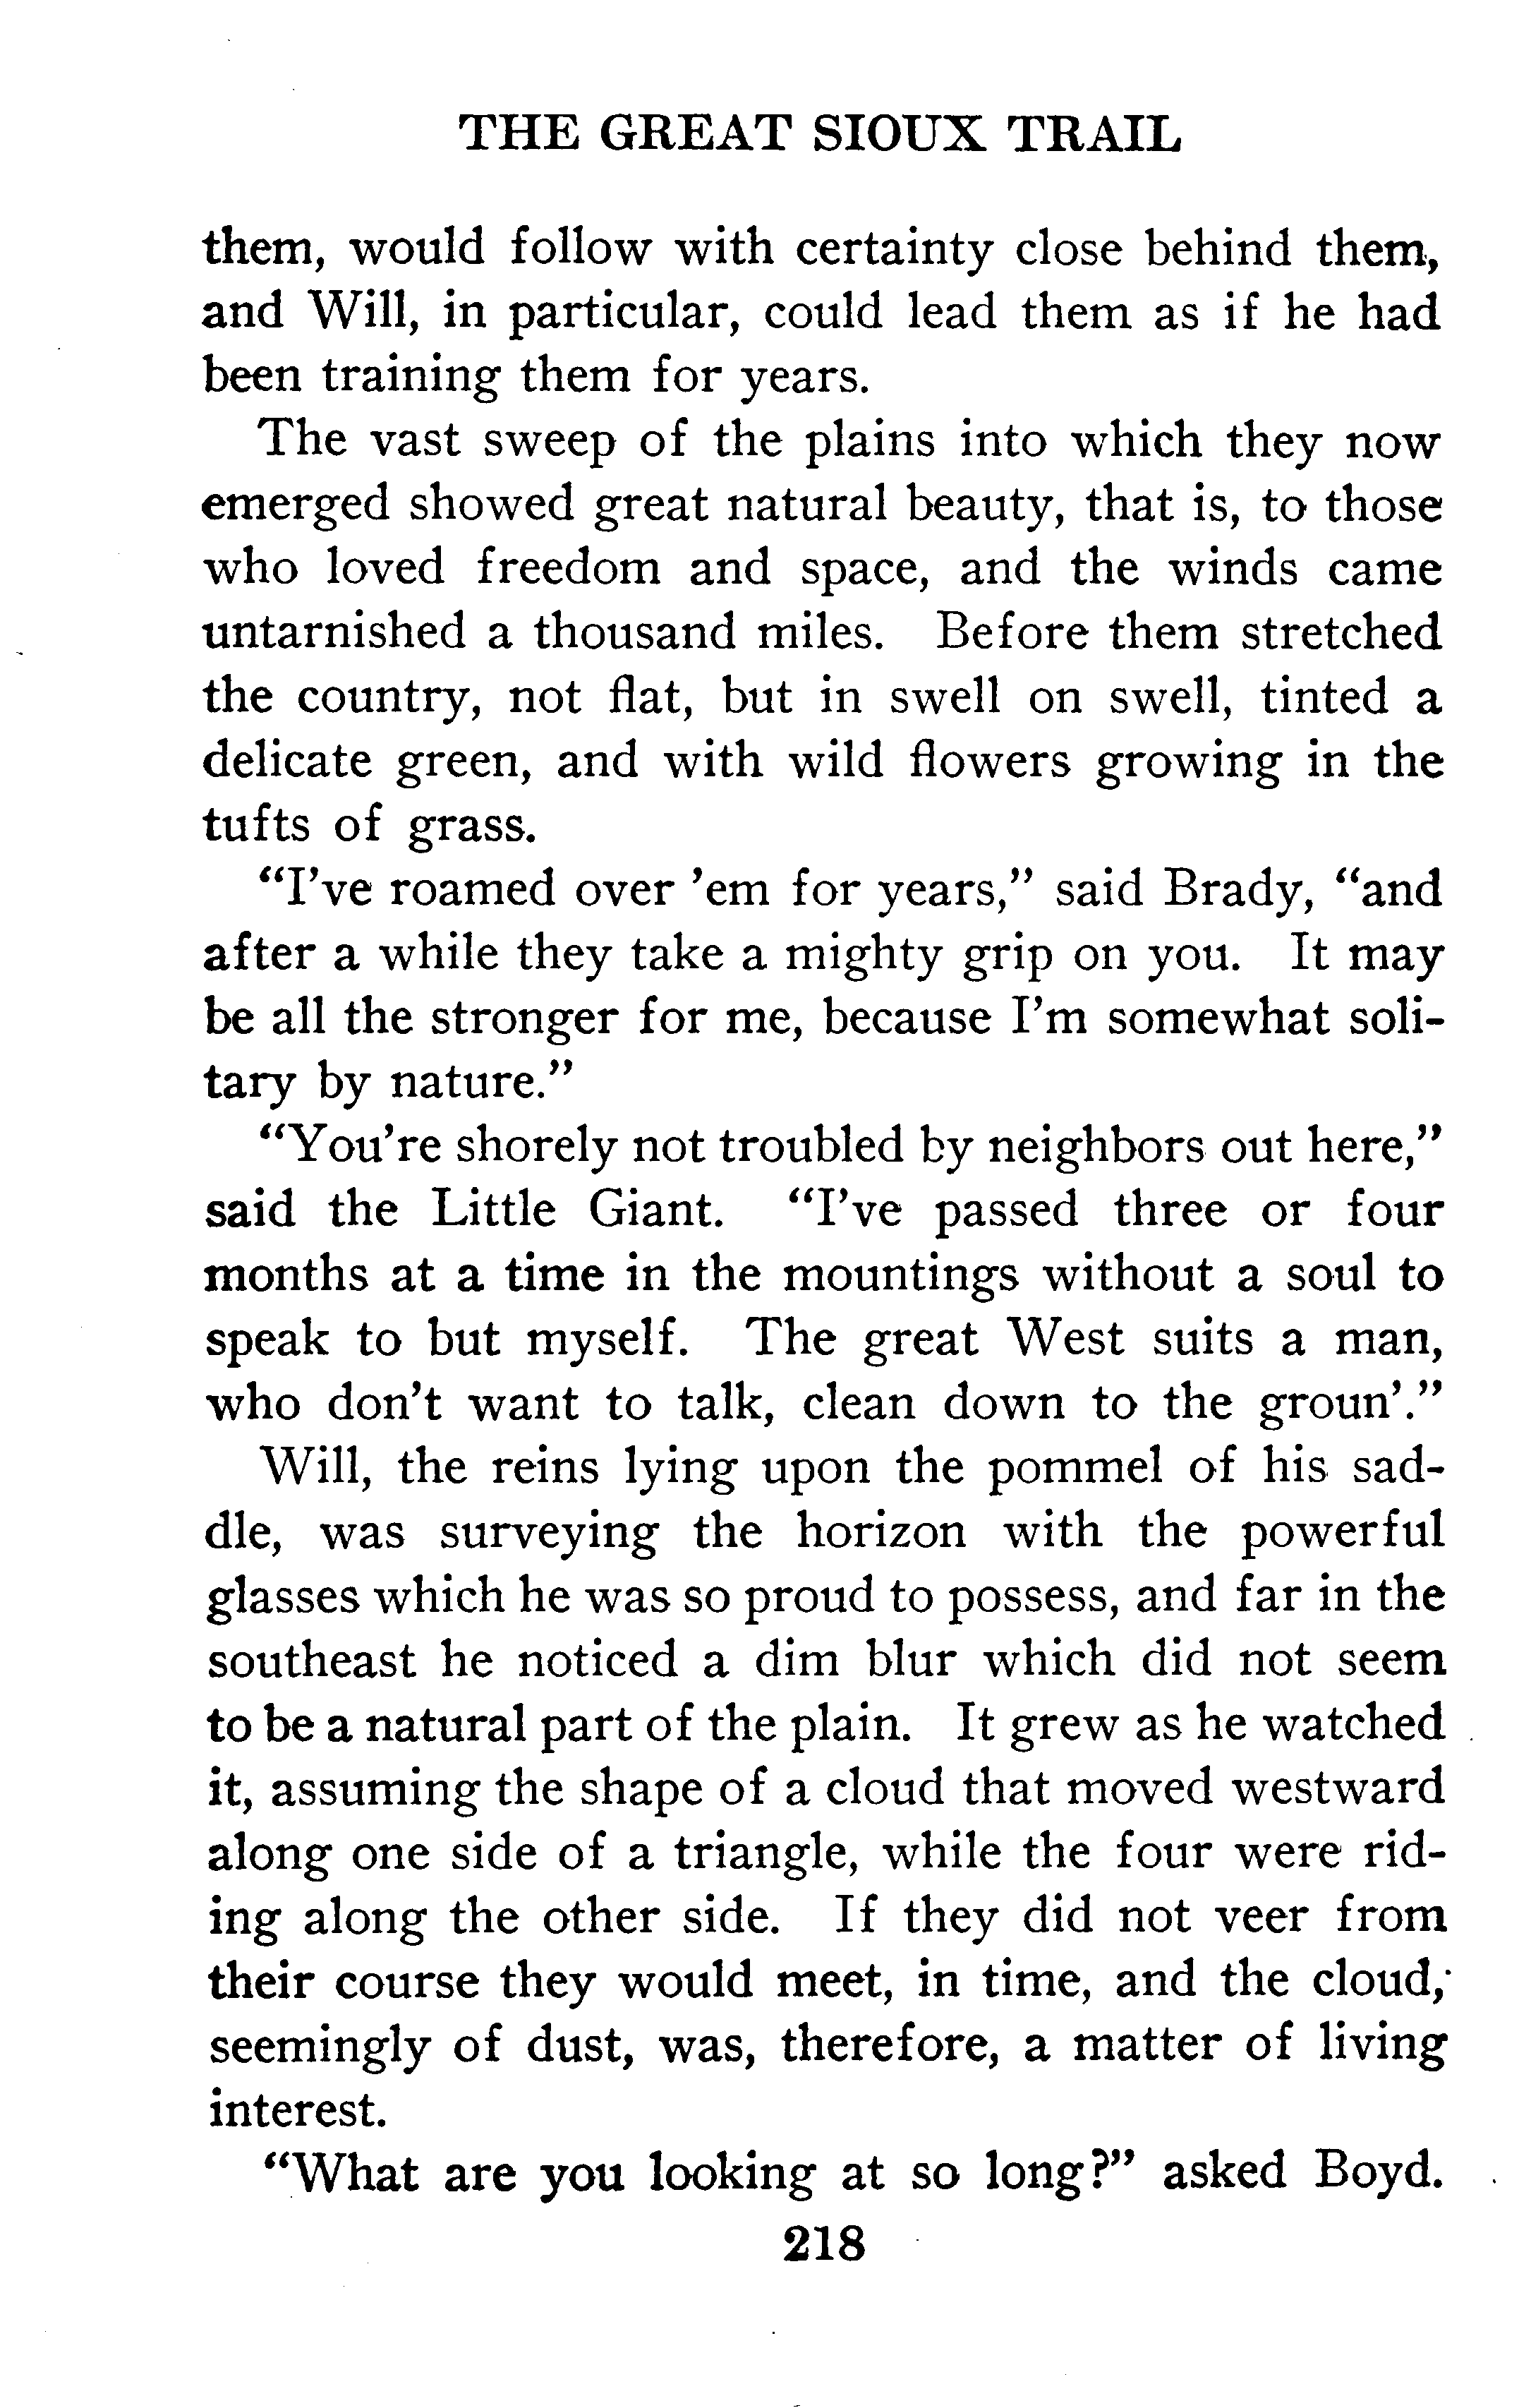 THE GREAT SIOUX TRAIL
them, would follow with certainty close behind them,
and Will, in particular, could lead them as if he had
been training them for years.
The vast sweep of the plains into which they now
emerged showed great natural beauty, that is, to those
who loved freedom and space, and the winds came
untarnished a thousand miles. Before them stretched
the country, not flat, but in swell on swell, tinted a
delicate green, and with wild flowers growing in the
tufts of grass.
"I've roamed over 'em for years," said Brady, "and
after a while they take a mighty grip on you. It may
be all the stronger for me, because I'm somewhat soli-
tary by nature."
"You're shorely not troubled by neighbors out here,"
said the Little Giant. "I've passed three or four
months at a time in the mountings without a soul to
speak to but myself. The great West suits a man,
who don't want to talk, clean down to the groun'."
Will, the reins lying upon the pommel of his sad-
dle, was surveying the horizon with the powerful
glasses which he was so proud to possess, and far in the
southeast he noticed a dim blur which did not seem
to be a natural part of the plain. It grew as he watched
it, assuming the shape of a cloud that moved westward
along one side of a triangle, while the four were rid-
ing along the other side. If they did not veer from
their course they would meet, in time, and the cloud,
seemingly of dust, was, therefore, a matter of living
interest.
"What are you looking at so long?" asked Boyd.
218